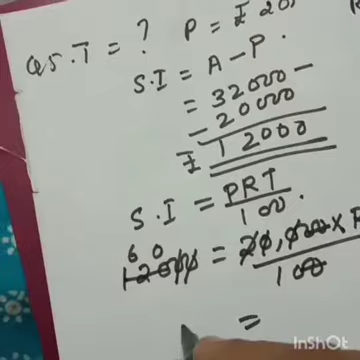 Q5. T = ? P = ₹ 20,
S.I = A - P.
= 32000 -
- 20000
₹ 12000
S.I = PRT
100.
60
12000 = 20,000 x R
100
=
InShOt